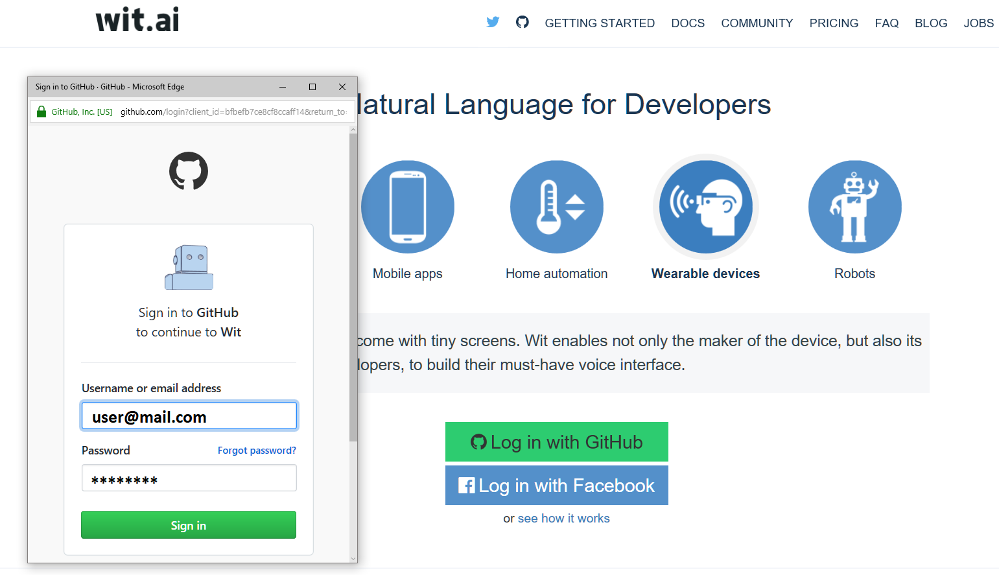 wit.ai
GETTING STARTED DOCS COMMUNITY PRICING FAQ BLOG JOBS
Sign in to GitHub · GitHub - Microsoft Edge
GitHub, Inc. [US] github.com/login?client_id=bfbefb7ce8cf8ccaff14&return_to=
Sign in to GitHub
to continue to Wit
Username or email address
user@mail.com
Password Forgot password?
********
Sign in
atural Language for Developers
Mobile apps
Home automation
Wearable devices
Robots
come with tiny screens. Wit enables not only the maker of the device, but also its
lopers, to build their must-have voice interface.
Log in with GitHub
Log in with Facebook
or see how it works